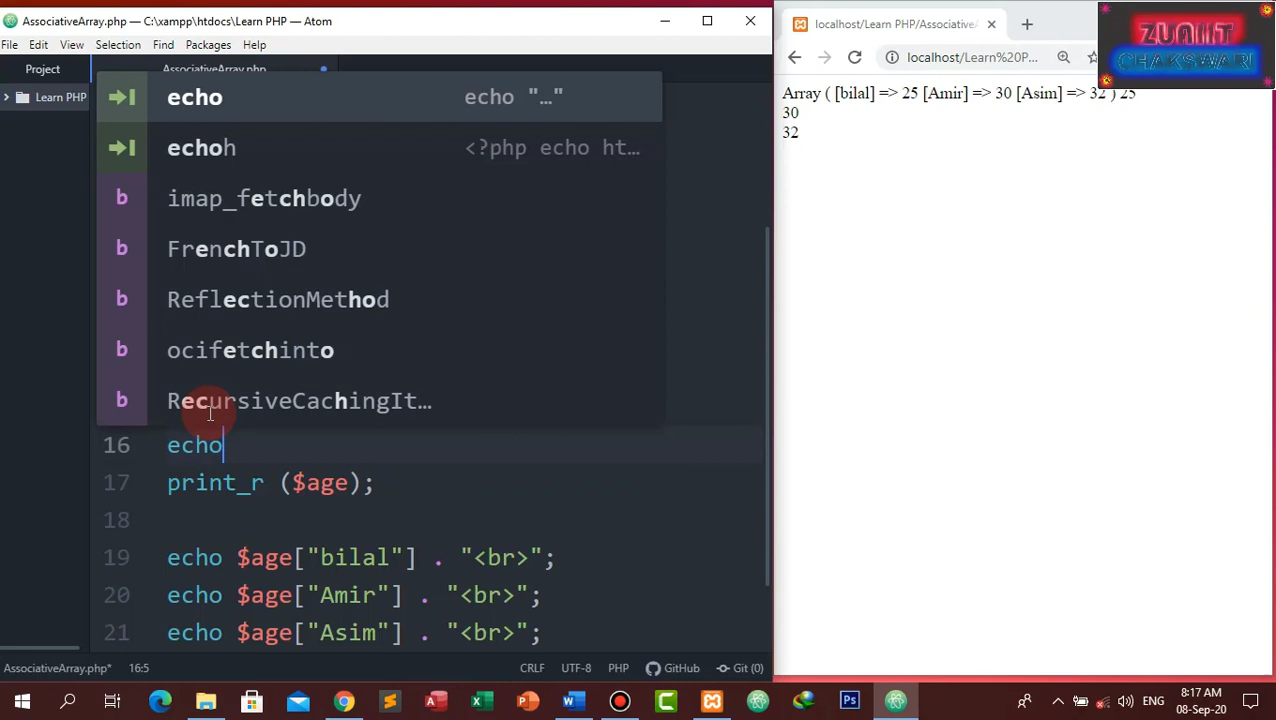 AssociativeArray.php — C:\xampp\htdocs\Learn PHP — Atom
File Edit View Selection Find Packages Help
Project
AssociativeArray.php
Learn PHP
echo echo "…"
echoh <?php echo ht…
imap_fetchbody
FrenchToJD
ReflectionMethod
ocifetchinto
RecursiveCachingIt…
16 echo
17 print_r ($age);
18
19 echo $age["bilal"] . "<br>";
20 echo $age["Amir"] . "<br>";
21 echo $age["Asim"] . "<br>";
AssociativeArray.php* 16:5 CRLF UTF-8 PHP GitHub Git (0)
localhost/Learn PHP/Associative
localhost/Learn%20P...
ZUAIIT
CHAKSWARI
Array ( [bilal] => 25 [Amir] => 30 [Asim] => 32 ) 25
30
32
ENG
8:17 AM
08-Sep-20